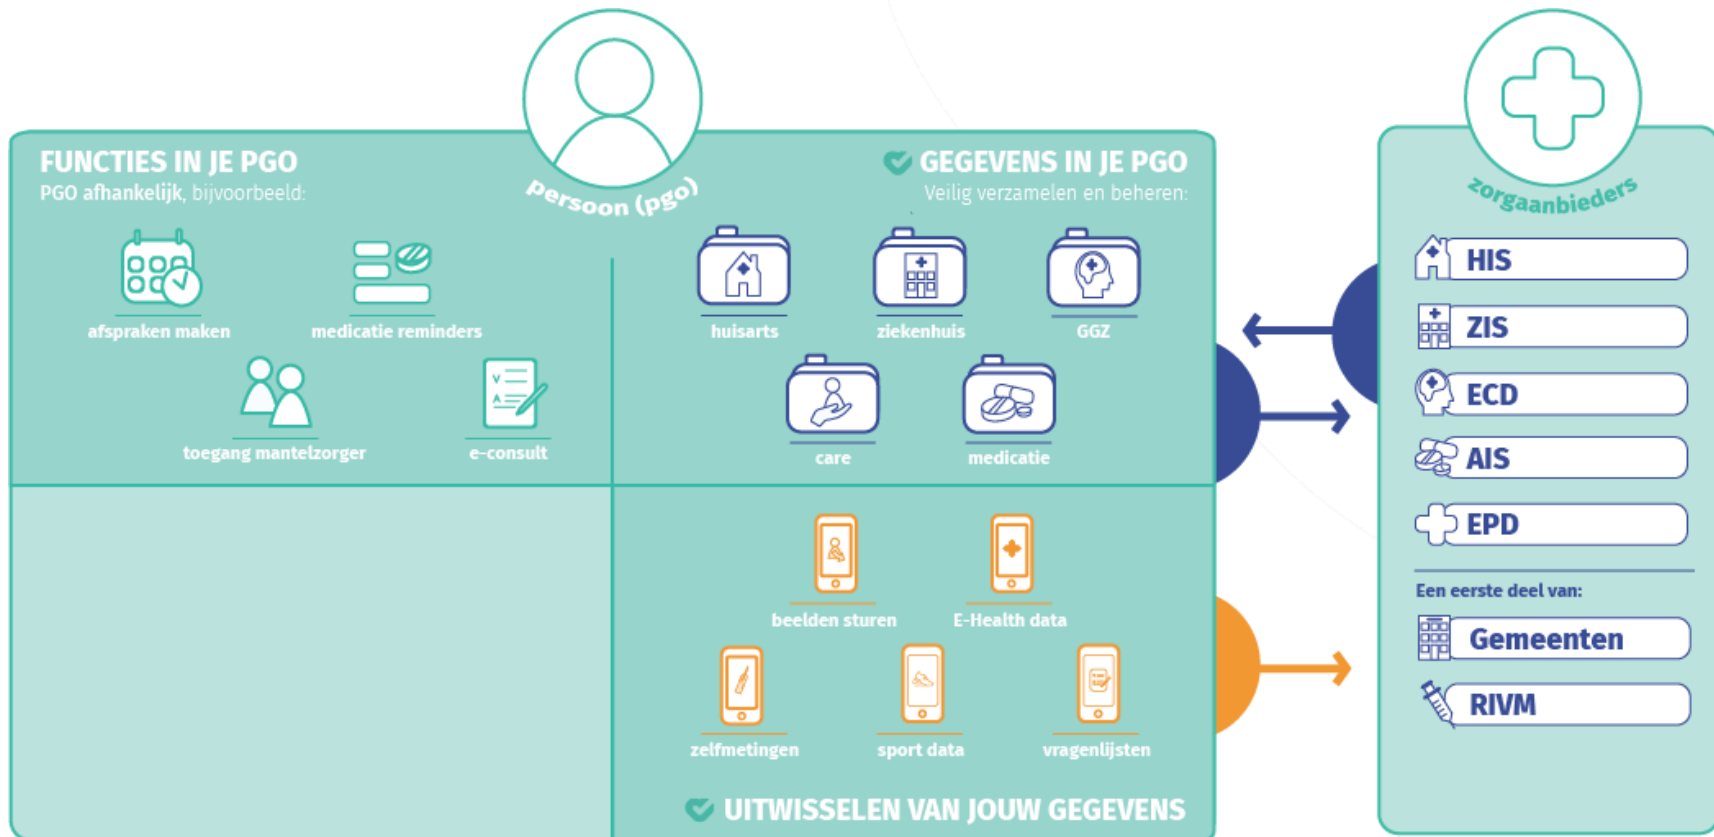 persoon (pgo)
FUNCTIES IN JE PGO
PGO afhankelijk, bijvoorbeeld:
afspraken maken
medicatie reminders
toegang mantelzorger
e-consult
GEGEVENS IN JE PGO
Veilig verzamelen en beheren:
huisarts
ziekenhuis
GGZ
care
medicatie
beelden sturen
E-Health data
zelfmetingen
sport data
vragenlijsten
UITWISSELEN VAN JOUW GEGEVENS
zorgaanbieders
HIS
ZIS
ECD
AIS
EPD
Een eerste deel van:
Gemeenten
RIVM